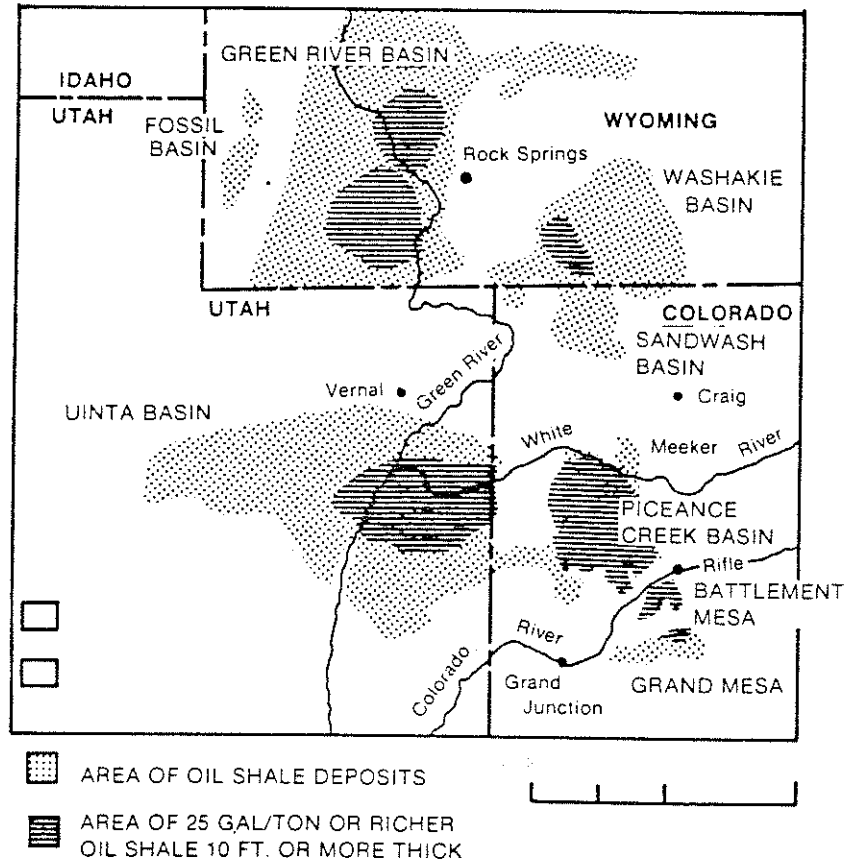 GREEN RIVER BASIN
IDAHO
UTAH
FOSSIL
BASIN
WYOMING
Rock Springs
WASHAKIE
BASIN
UTAH
COLORADO
SANDWASH
BASIN
Green River
Vernal
Craig
UINTA BASIN
White
Meeker
River
PICEANCE
CREEK BASIN
Rifle
BATTLEMENT
MESA
River
Colorado
Grand
Junction
GRAND MESA
AREA OF OIL SHALE DEPOSITS
AREA OF 25 GAL/TON OR RICHER
OIL SHALE 10 FT. OR MORE THICK